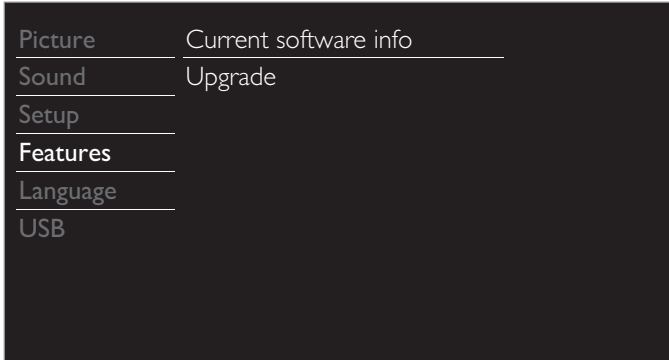 Picture
Sound
Setup
Features
Language
USB
Current software info
Upgrade